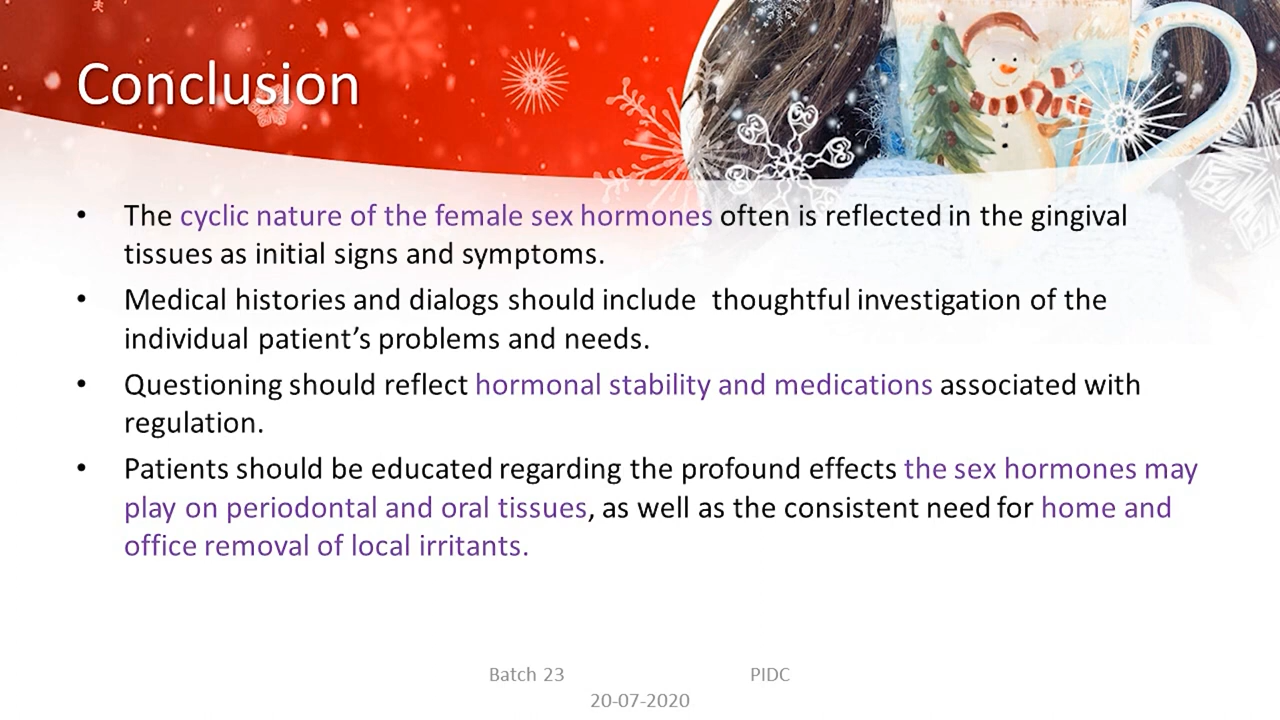 Conclusion
• The cyclic nature of the female sex hormones often is reflected in the gingival
tissues as initial signs and symptoms.
• Medical histories and dialogs should include  thoughtful investigation of the
individual patient’s problems and needs.
• Questioning should reflect hormonal stability and medications associated with
regulation.
• Patients should be educated regarding the profound effects the sex hormones may
play on periodontal and oral tissues, as well as the consistent need for home and
office removal of local irritants.
Batch 23 PIDC
20-07-2020